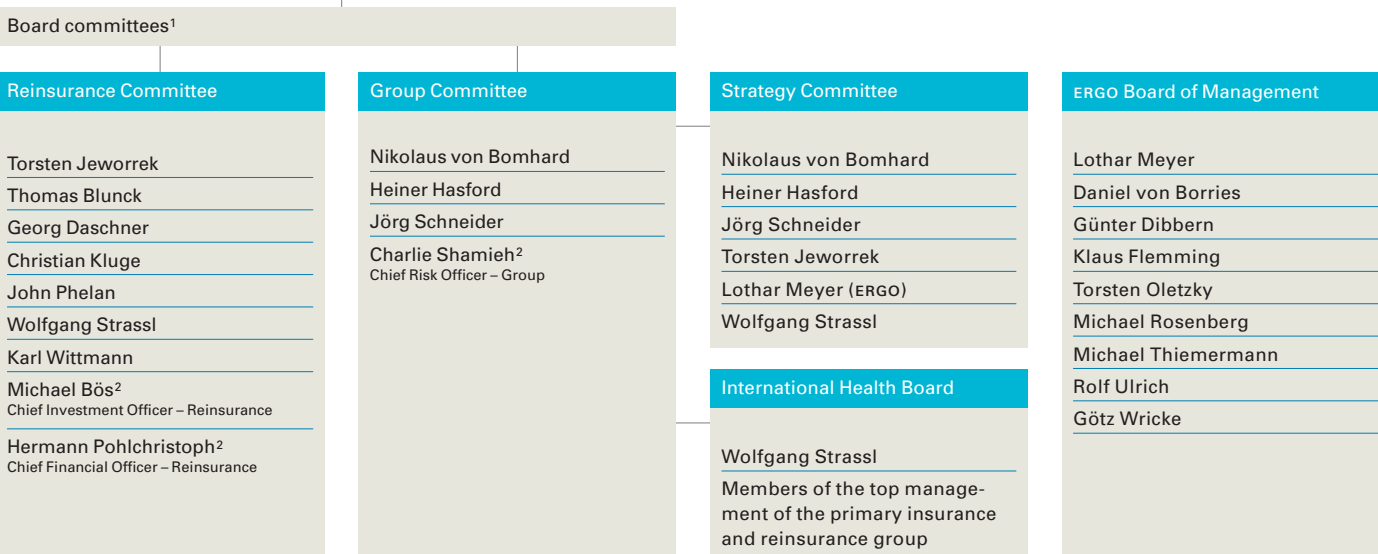 Board committees¹
Reinsurance Committee
Torsten Jeworrek
Thomas Blunck
Georg Daschner
Christian Kluge
John Phelan
Wolfgang Strassl
Karl Wittmann
Michael Bös²
Chief Investment Officer – Reinsurance
Hermann Pohlchristoph²
Chief Financial Officer – Reinsurance
Group Committee
Nikolaus von Bomhard
Heiner Hasford
Jörg Schneider
Charlie Shamieh²
Chief Risk Officer – Group
Strategy Committee
Nikolaus von Bomhard
Heiner Hasford
Jörg Schneider
Torsten Jeworrek
Lothar Meyer (ERGO)
Wolfgang Strassl
International Health Board
Wolfgang Strassl
Members of the top manage-
ment of the primary insurance
and reinsurance group
ERGO Board of Management
Lothar Meyer
Daniel von Borries
Günter Dibbern
Klaus Flemming
Torsten Oletzky
Michael Rosenberg
Michael Thiemermann
Rolf Ulrich
Götz Wricke